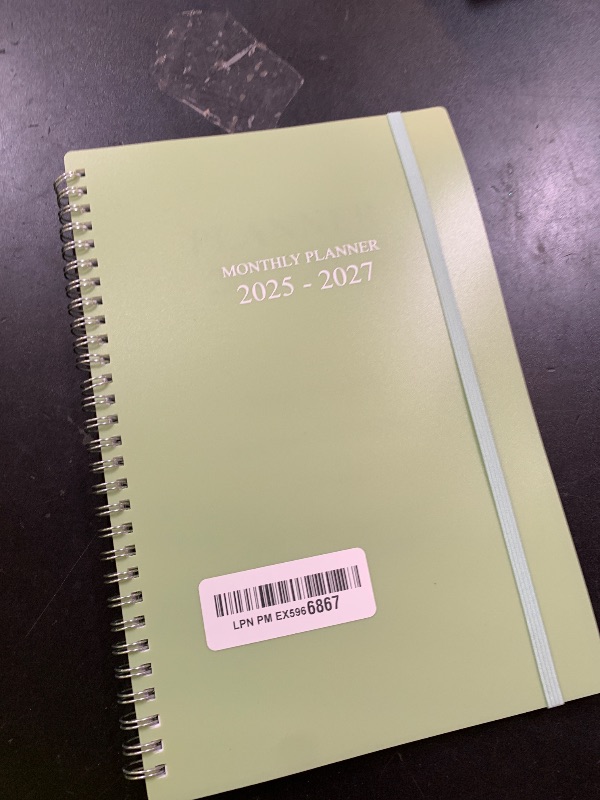 MONTHLY PLANNER
2025 - 2027
LPN PM EX5966867